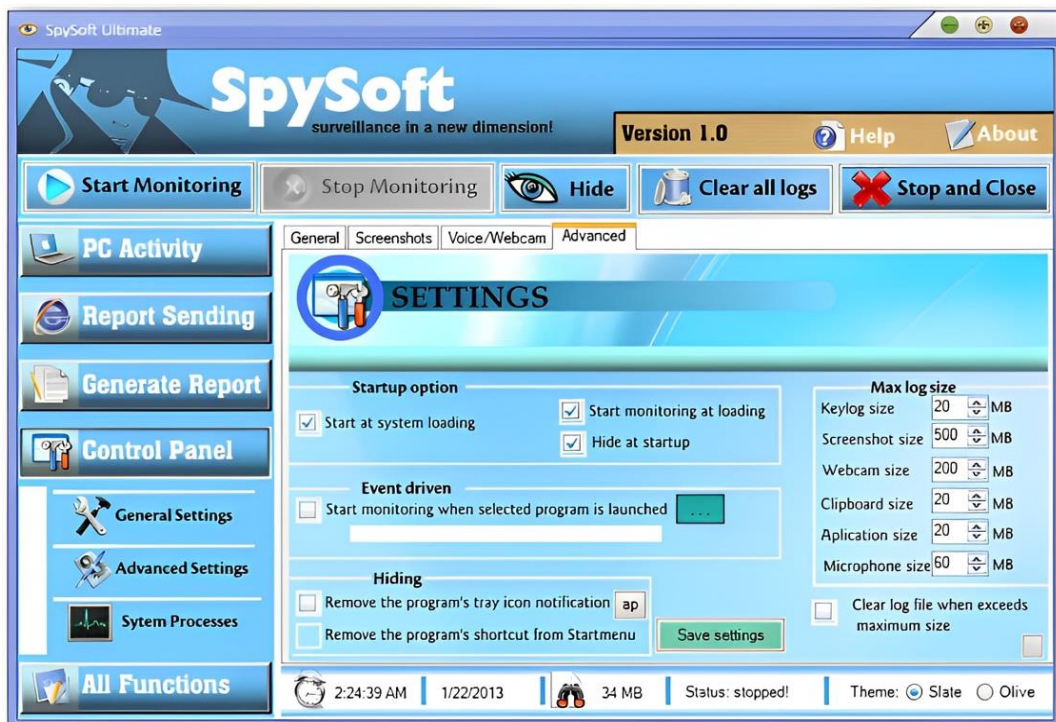 SpySoft Ultimate
SpySoft
surveillance in a new dimension!
Version 1.0
Help
About
Start Monitoring
Stop Monitoring
Hide
Clear all logs
Stop and Close
PC Activity
Report Sending
Generate Report
Control Panel
General Settings
Advanced Settings
Sytem Processes
All Functions
General
Screenshots
Voice/Webcam
Advanced
SETTINGS
Startup option
Start at system loading
Start monitoring at loading
Hide at startup
Event driven
Start monitoring when selected program is launched
...
Hiding
Remove the program's tray icon notification
ap
Remove the program's shortcut from Startmenu
Save settings
Max log size
Keylog size 20 MB
Screenshot size 500 MB
Webcam size 200 MB
Clipboard size 20 MB
Aplication size 20 MB
Microphone size 60 MB
Clear log file when exceeds
maximum size
2:24:39 AM
1/22/2013
34 MB
Status: stopped!
Theme: Slate Olive